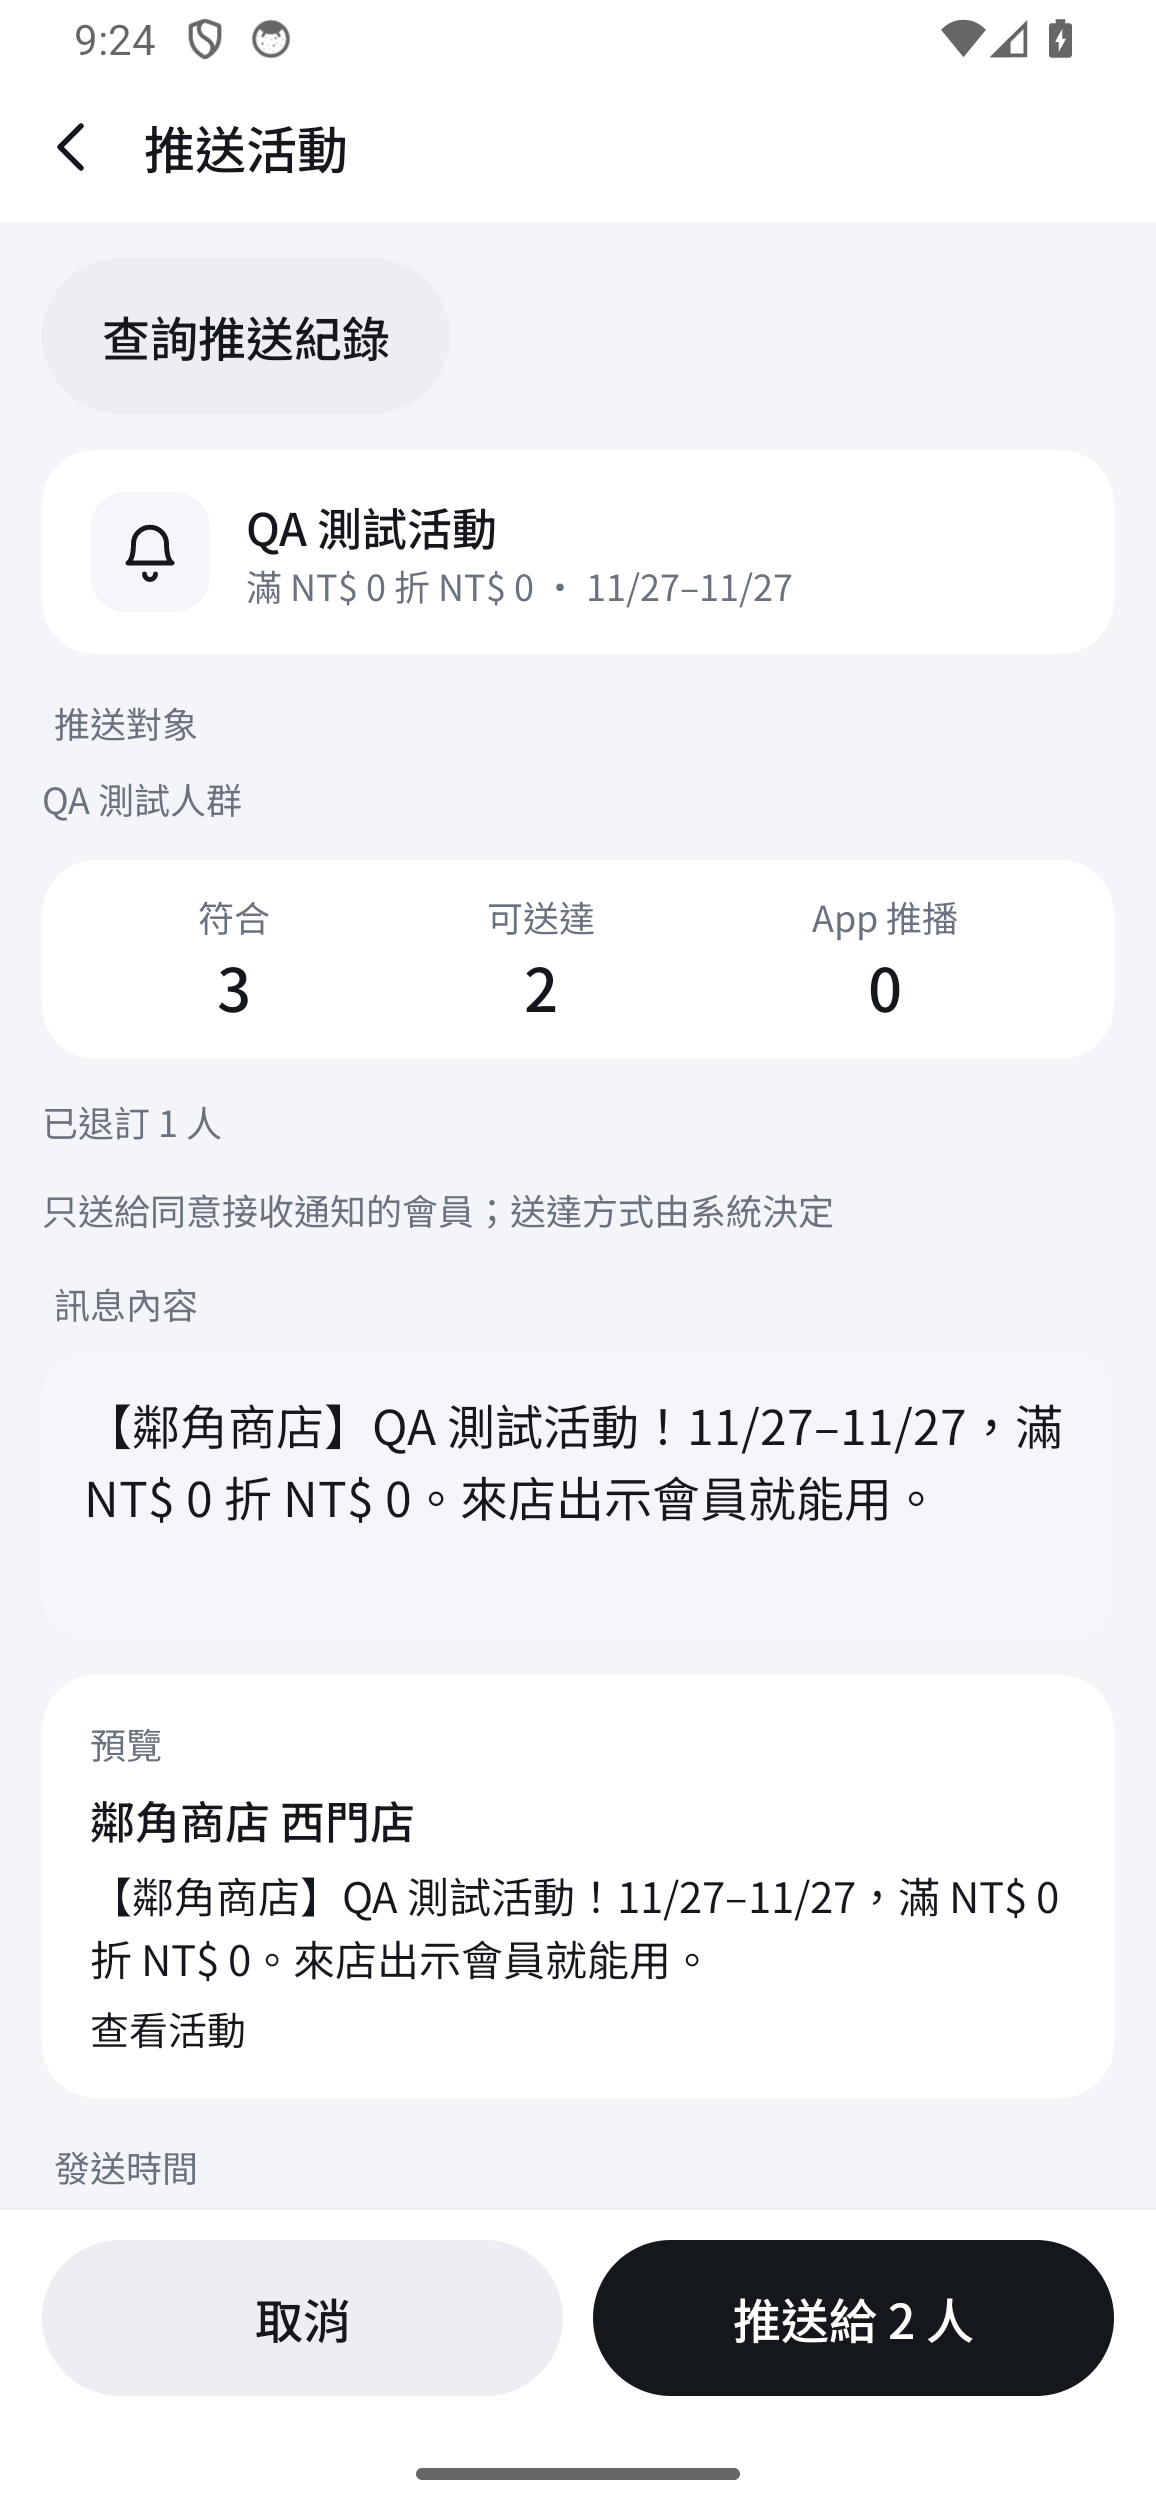 9:24
推送活動
查詢推送紀錄
QA 測試活動
滿 NT$ 0 折 NT$ 0 · 11/27–11/27
推送對象
QA 測試人群
符合 可送達 App 推播
3 2 0
已退訂 1 人
只送給同意接收通知的會員；送達方式由系統決定
訊息內容
【鄰角商店】QA 測試活動！11/27–11/27，滿
NT$ 0 折 NT$ 0。來店出示會員就能用。
預覽
鄰角商店 西門店
【鄰角商店】QA 測試活動！11/27–11/27，滿 NT$ 0
折 NT$ 0。來店出示會員就能用。
查看活動
發送時間
取消 推送給 2 人